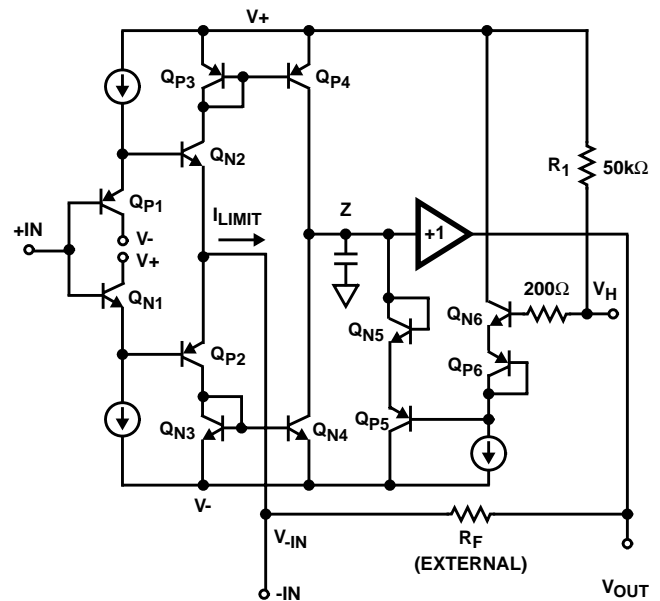 V+
QP3
QP4
QN2
R1
50kΩ
QP1
ILIMIT
Z
+IN
V-
V+
+1
200Ω
VH
QN1
QP2
QN5
QN6
QP6
QN3
QN4
QP5
V-
V-IN
RF
(EXTERNAL)
-IN
VOUT